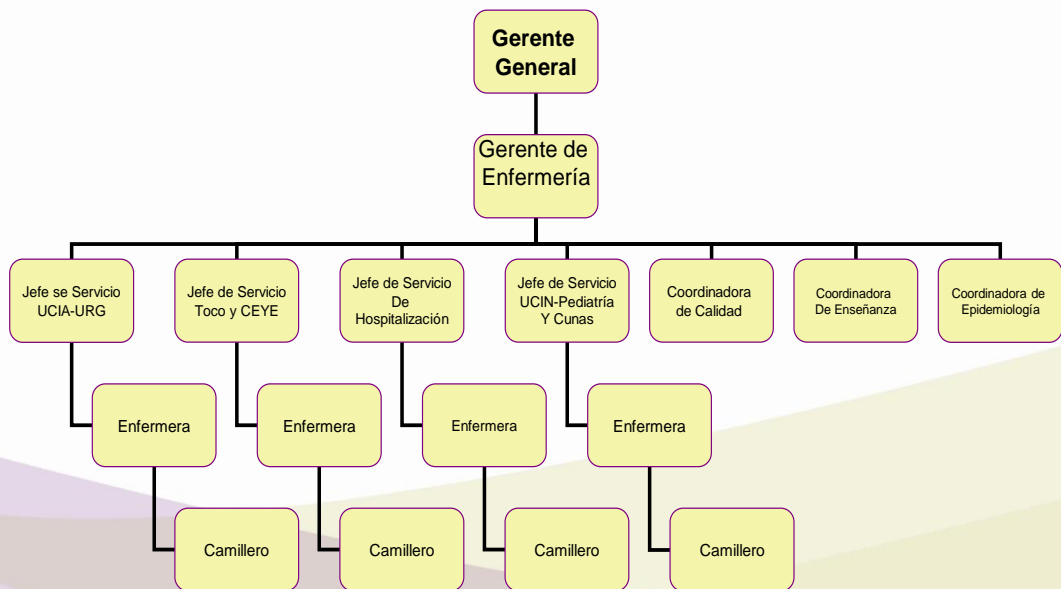 Gerente
General
Gerente de
Enfermería
Jefe se Servicio
UCIA-URG
Jefe de Servicio
Toco y CEYE
Jefe de Servicio
De
Hospitalización
Jefe de Servicio
UCIN-Pediatría
Y Cunas
Coordinadora
de Calidad
Coordinadora
De Enseñanza
Coordinadora de
Epidemiología
Enfermera
Enfermera
Enfermera
Enfermera
Camillero
Camillero
Camillero
Camillero